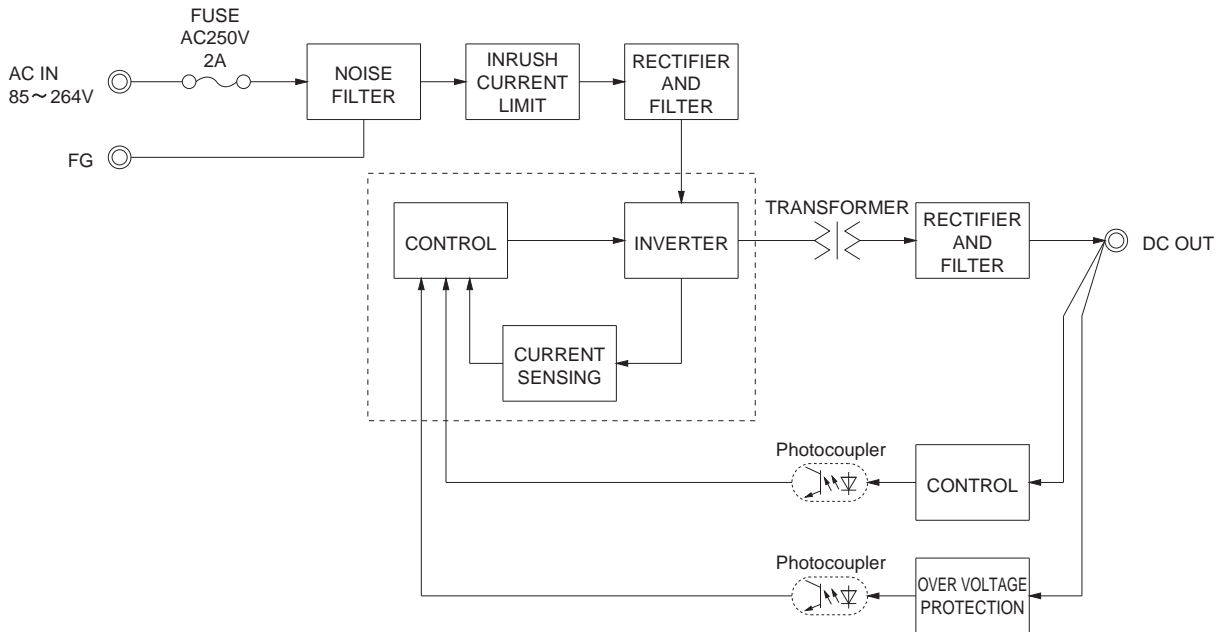 FUSE
AC250V
2A
AC IN
85～264V
NOISE
FILTER
INRUSH
CURRENT
LIMIT
RECTIFIER
AND
FILTER
FG
CONTROL
INVERTER
TRANSFORMER
RECTIFIER
AND
FILTER
DC OUT
CURRENT
SENSING
Photocoupler
CONTROL
Photocoupler
OVER VOLTAGE
PROTECTION